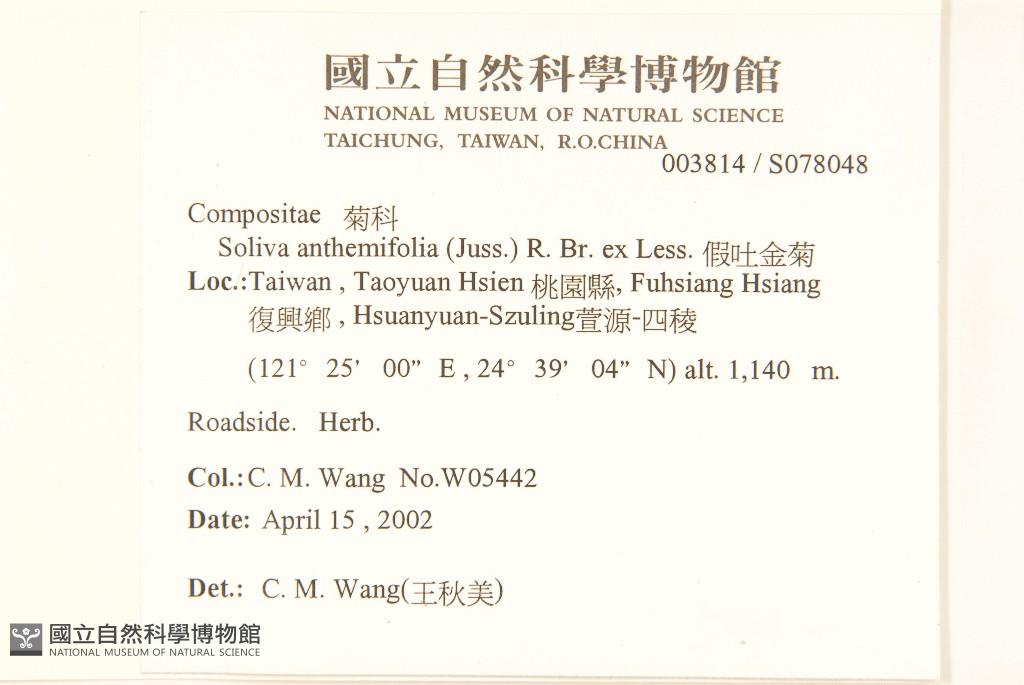 國立自然科學博物館
NATIONAL MUSEUM OF NATURAL SCIENCE
TAICHUNG, TAIWAN, R.O.CHINA
003814 / S078048
Compositae 菊科
Soliva anthemifolia (Juss.) R. Br. ex Less. 假吐金菊
Loc.:Taiwan , Taoyuan Hsien 桃園縣, Fuhsiang Hsiang
復興鄉 , Hsuanyuan-Szuling萱源-四稜
(121° 25’ 00” E , 24° 39’ 04” N) alt. 1,140 m.
Roadside. Herb.
Col.: C. M. Wang No.W05442
Date: April 15 , 2002
Det.: C. M. Wang(王秋美)
國立自然科學博物館
NATIONAL MUSEUM OF NATURAL SCIENCE